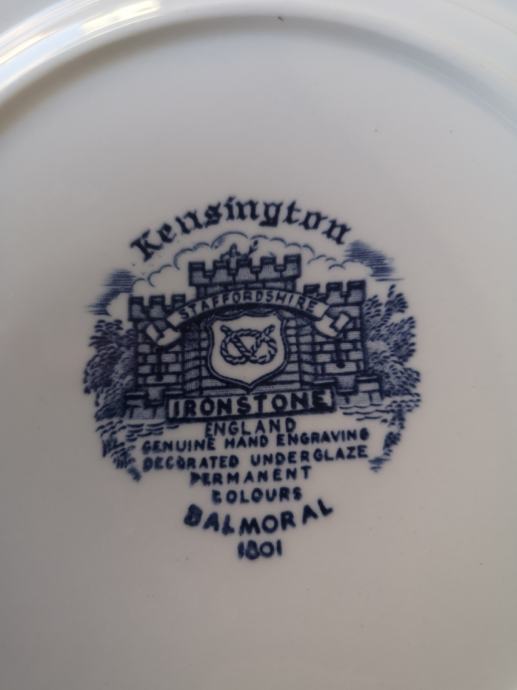 Kensington
STAFFORDSHIRE
IRONSTONE
ENGLAND
GENUINE HAND ENGRAVING
DECORATED UNDERGLAZE
PERMANENT
COLOURS
BALMORAL
1801